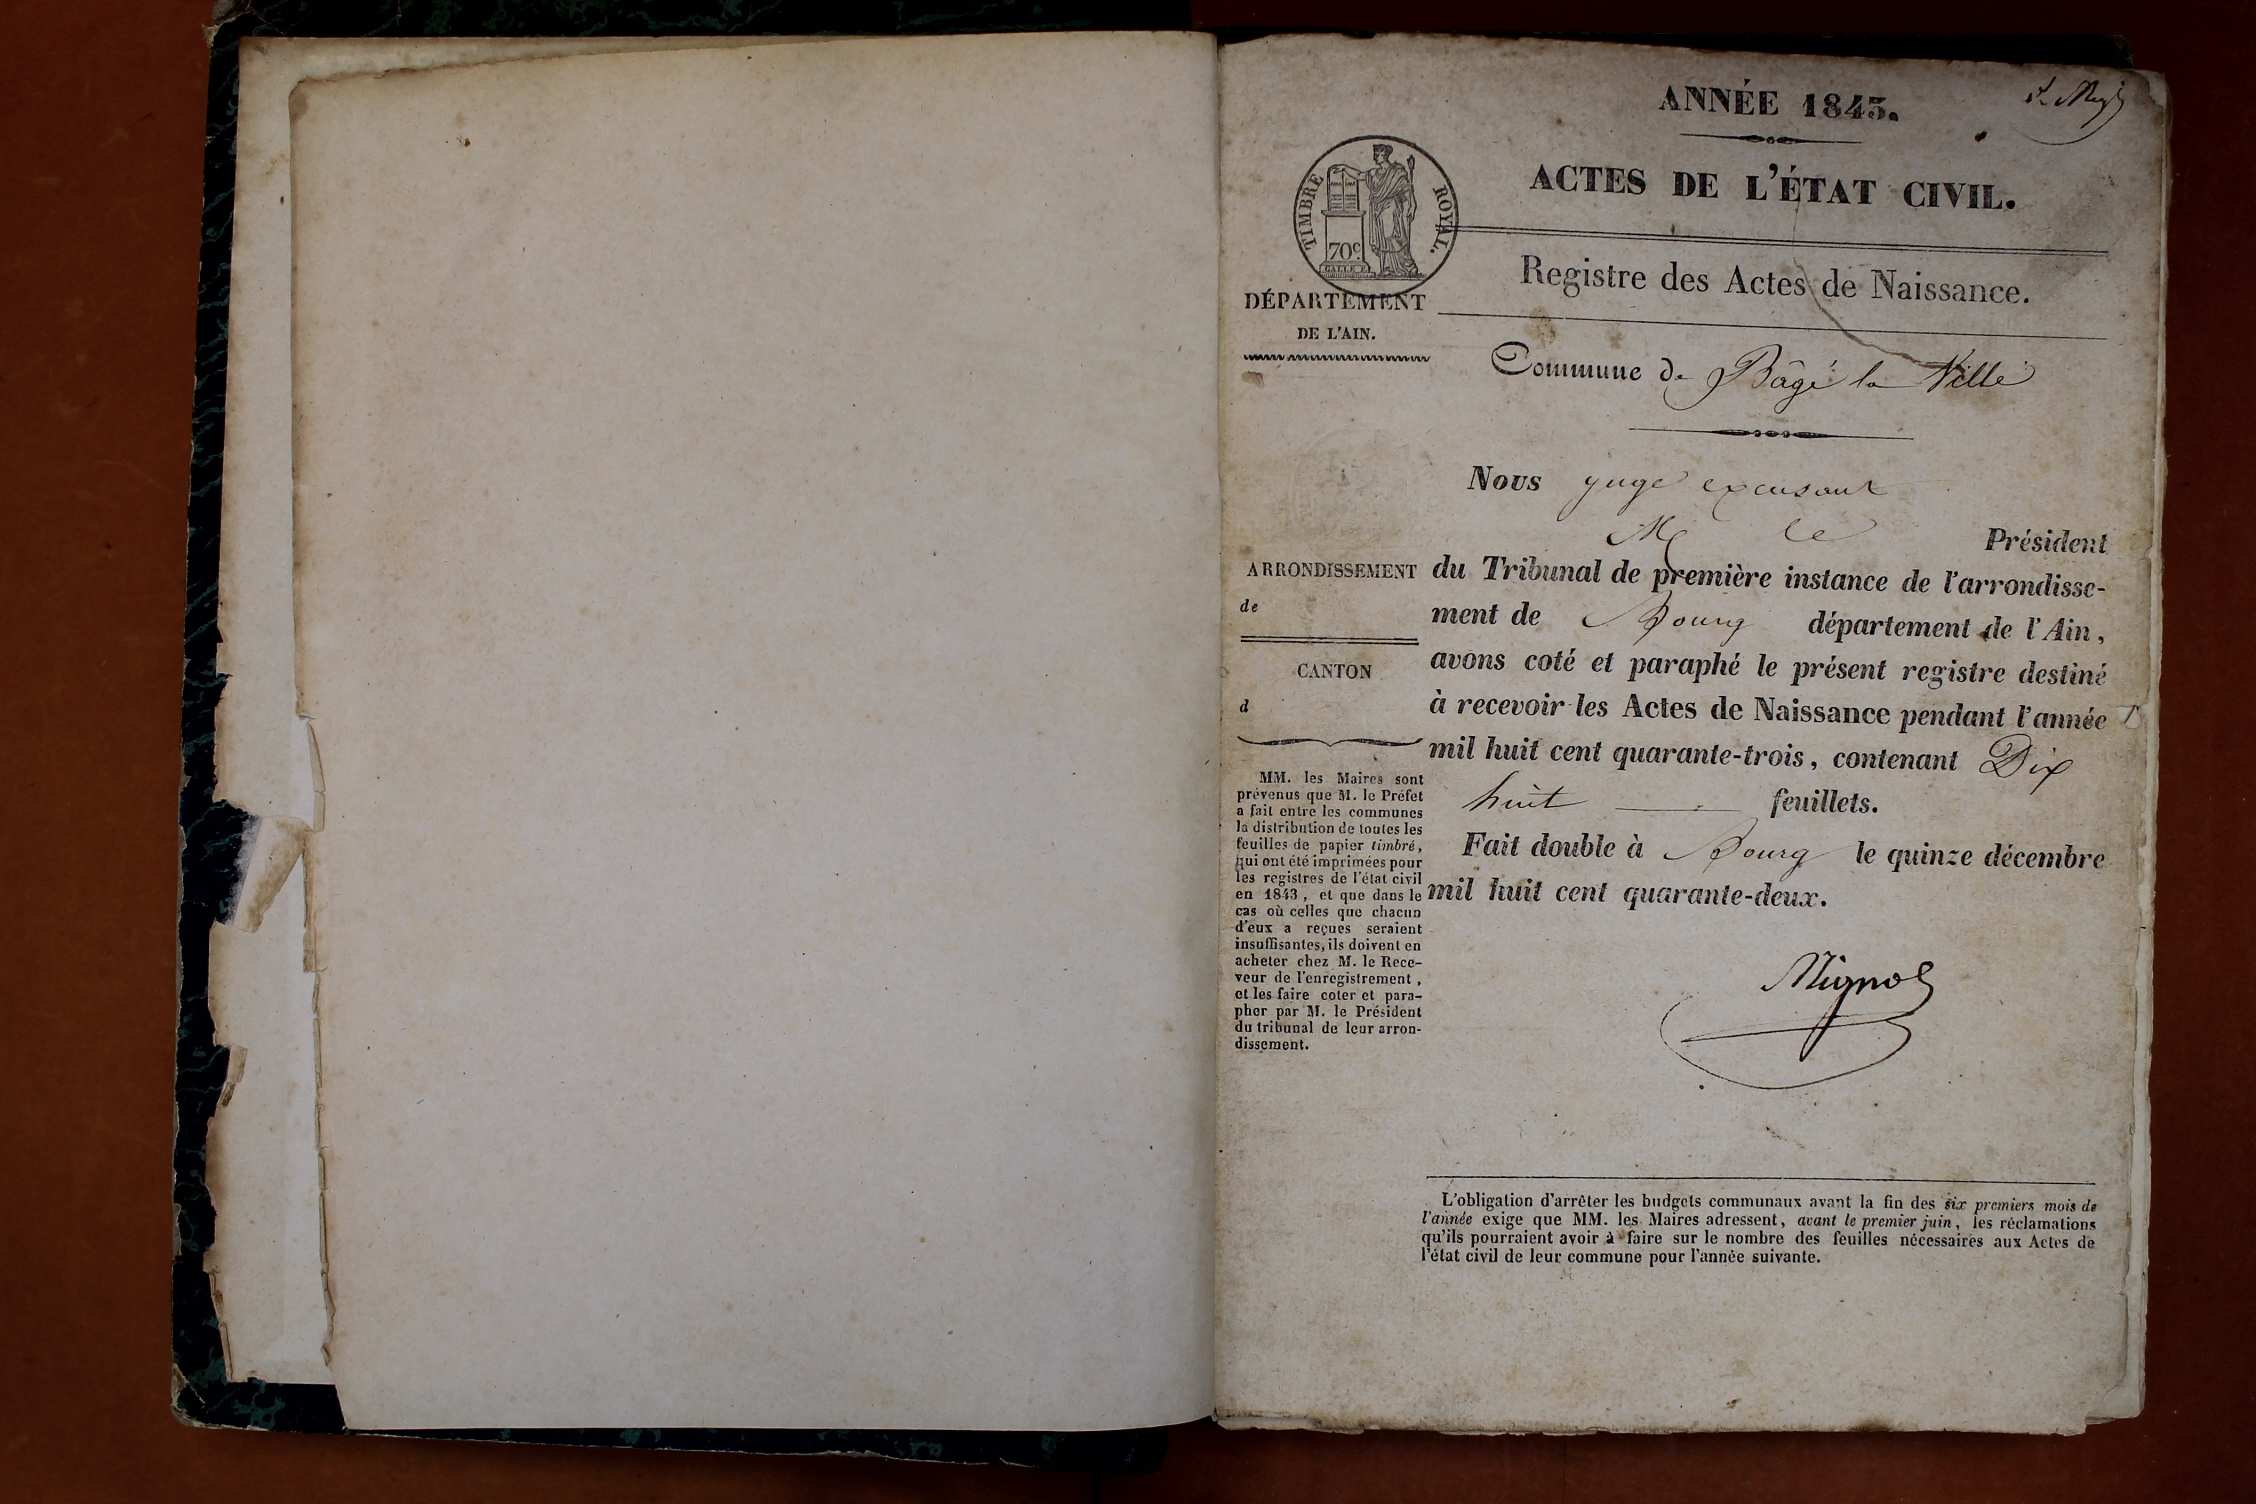 ANNÉE 1843.
ACTES DE L'ÉTAT CIVIL.
TIMBRE ROYAL.
70c.
DÉPARTEMENT
DE L'AIN.
Registre des Actes de Naissance.
Commune de Bâgé la Ville
Nous juge excusant
M le Président
ARRONDISSEMENT
de
CANTON
d
du Tribunal de première instance de l'arrondisse-
ment de Bourg département de l'Ain,
avons coté et paraphé le présent registre destiné
à recevoir les Actes de Naissance pendant l'année
mil huit cent quarante-trois, contenant Dix
huit feuillets.
Fait double à Bourg le quinze décembre
mil huit cent quarante-deux.
MM. les Maires sont
prévenus que M. le Préfet
a fait entre les communes
la distribution de toutes les
feuilles de papier timbré,
qui ont été imprimées pour
les registres de l'état civil
en 1843, et que dans le
cas où celles que chacun
d'eux a reçues seraient
insuffisantes, ils doivent en
acheter chez M. le Rece-
veur de l'enregistrement,
et les faire coter et para-
pher par M. le Président
du tribunal de leur arron-
dissement.
L'obligation d'arrêter les budgets communaux avant la fin des six premiers mois de
l'année exige que MM. les Maires adressent, avant le premier juin, les réclamations
qu'ils pourraient avoir à faire sur le nombre des feuilles nécessaires aux Actes de
l'état civil de leur commune pour l'année suivante.